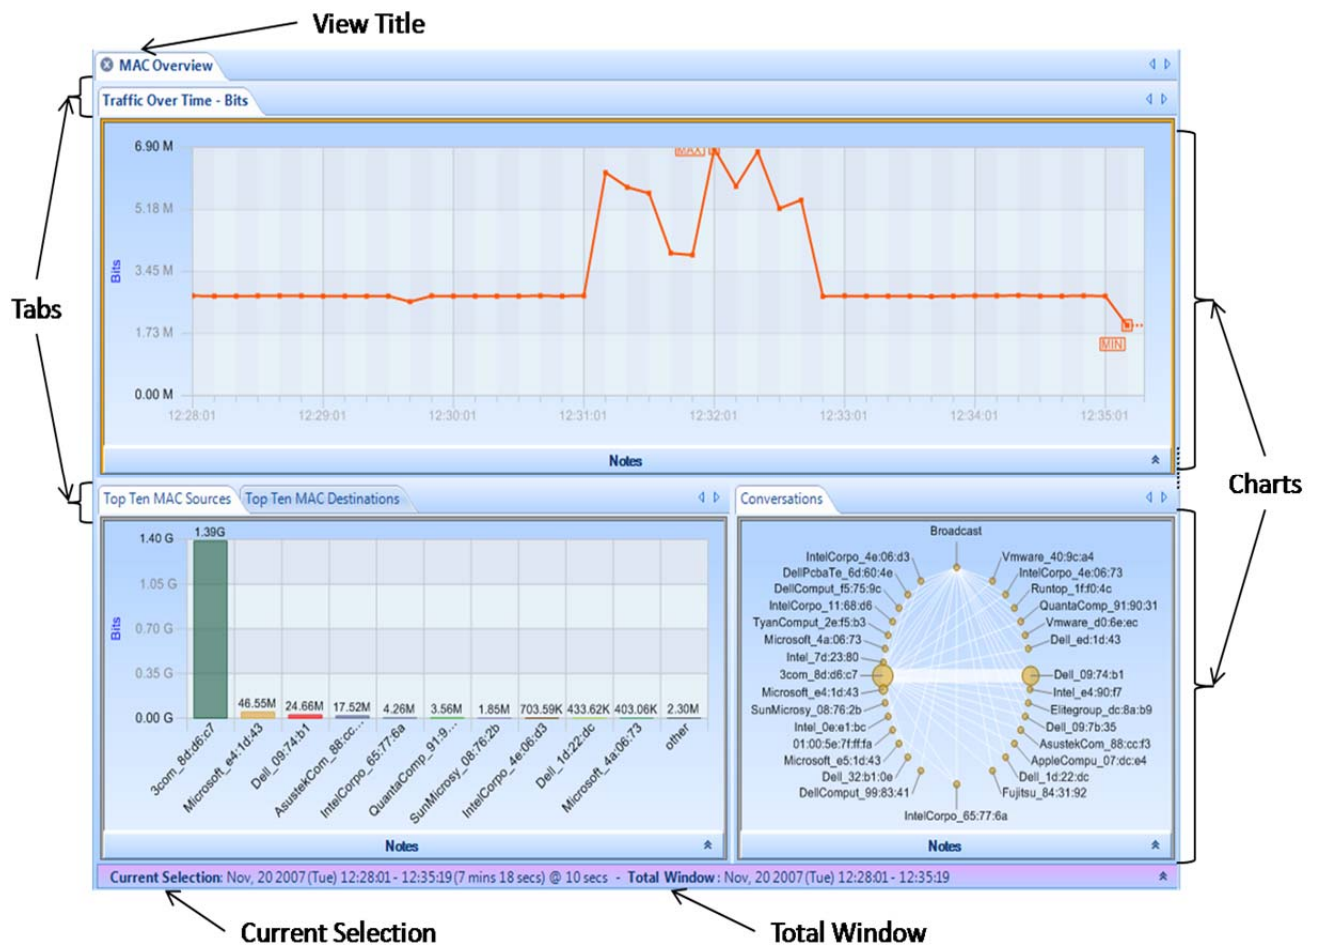 View Title
MAC Overview
Traffic Over Time - Bits
6.90 M
MAX
5.18 M
Bits
3.45 M
Tabs
1.73 M
MIN
0.00 M
12:28:01 12:29:01 12:30:01 12:31:01 12:32:01 12:33:01 12:34:01 12:35:01
Notes
Charts
Top Ten MAC Sources Top Ten MAC Destinations
1.40 G
1.05 G
Bits
0.70 G
0.35 G
0.00 G
1.39G
46.55M 24.66M 17.52M 4.26M 3.56M 1.85M 703.59K 433.62K 403.06K 2.30M
3com_8d:d6:c7
Microsoft_e4:1d:43
Dell_09:74:b1
AsustekCom_88:cc...
IntelCorpo_65:77:6a
QuantaComp_91:9...
SunMicrosy_08:76:2b
IntelCorpo_4e:06:d3
Dell_1d:22:dc
Microsoft_4a:06:73
other
Notes
Conversations
Broadcast
IntelCorpo_4e:06:d3 Vmware_40:9c:a4
DellPcbaTe_6d:60:4e IntelCorpo_4e:06:73
DellComput_f5:75:9c Runtop_1f:f0:4c
IntelCorpo_11:68:d6 QuantaComp_91:90:31
TyanComput_2e:f5:b3 Vmware_d0:6e:ec
Microsoft_4a:06:73 Dell_ed:1d:43
Intel_7d:23:80
3com_8d:d6:c7 Dell_09:74:b1
Microsoft_e4:1d:43 Intel_e4:90:f7
SunMicrosy_08:76:2b Elitegroup_dc:8a:b9
Intel_0e:e1:bc Dell_09:7b:35
01:00:5e:7f:ff:fa AsustekCom_88:cc:f3
Microsoft_e5:1d:43 AppleCompu_07:dc:e4
Dell_32:b1:0e Dell_1d:22:dc
DellComput_99:83:41 Fujitsu_84:31:92
IntelCorpo_65:77:6a
Notes
Current Selection: Nov, 20 2007 (Tue) 12:28:01 - 12:35:19 (7 mins 18 secs) @ 10 secs - Total Window : Nov, 20 2007 (Tue) 12:28:01 - 12:35:19
Current Selection
Total Window